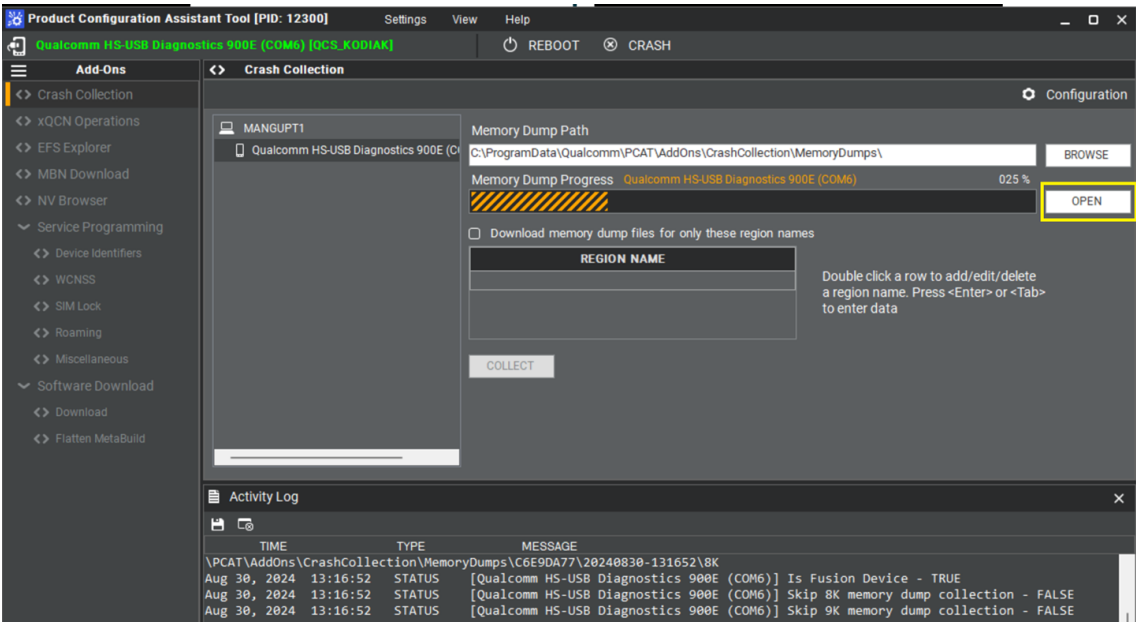 Product Configuration Assistant Tool [PID: 12300] Settings View Help
Qualcomm HS-USB Diagnostics 900E (COM6) [QCS_KODIAK] REBOOT CRASH
Add-Ons
Crash Collection
xQCN Operations
EFS Explorer
MBN Download
NV Browser
Service Programming
Device Identifiers
WCNSS
SIM Lock
Roaming
Miscellaneous
Software Download
Download
Flatten MetaBuild
Crash Collection
Configuration
MANGUPT1
Qualcomm HS-USB Diagnostics 900E (C
Memory Dump Path
C:\ProgramData\Qualcomm\PCAT\AddOns\CrashCollection\MemoryDumps\ BROWSE
Memory Dump Progress Qualcomm HS-USB Diagnostics 900E (COM6) 025 %
OPEN
Download memory dump files for only these region names
REGION NAME
Double click a row to add/edit/delete
a region name. Press <Enter> or <Tab>
to enter data
COLLECT
Activity Log
TIME TYPE MESSAGE
\PCAT\AddOns\CrashCollection\MemoryDumps\C6E9DA77\20240830-131652\8K
Aug 30, 2024 13:16:52 STATUS [Qualcomm HS-USB Diagnostics 900E (COM6)] Is Fusion Device - TRUE
Aug 30, 2024 13:16:52 STATUS [Qualcomm HS-USB Diagnostics 900E (COM6)] Skip 8K memory dump collection - FALSE
Aug 30, 2024 13:16:52 STATUS [Qualcomm HS-USB Diagnostics 900E (COM6)] Skip 9K memory dump collection - FALSE